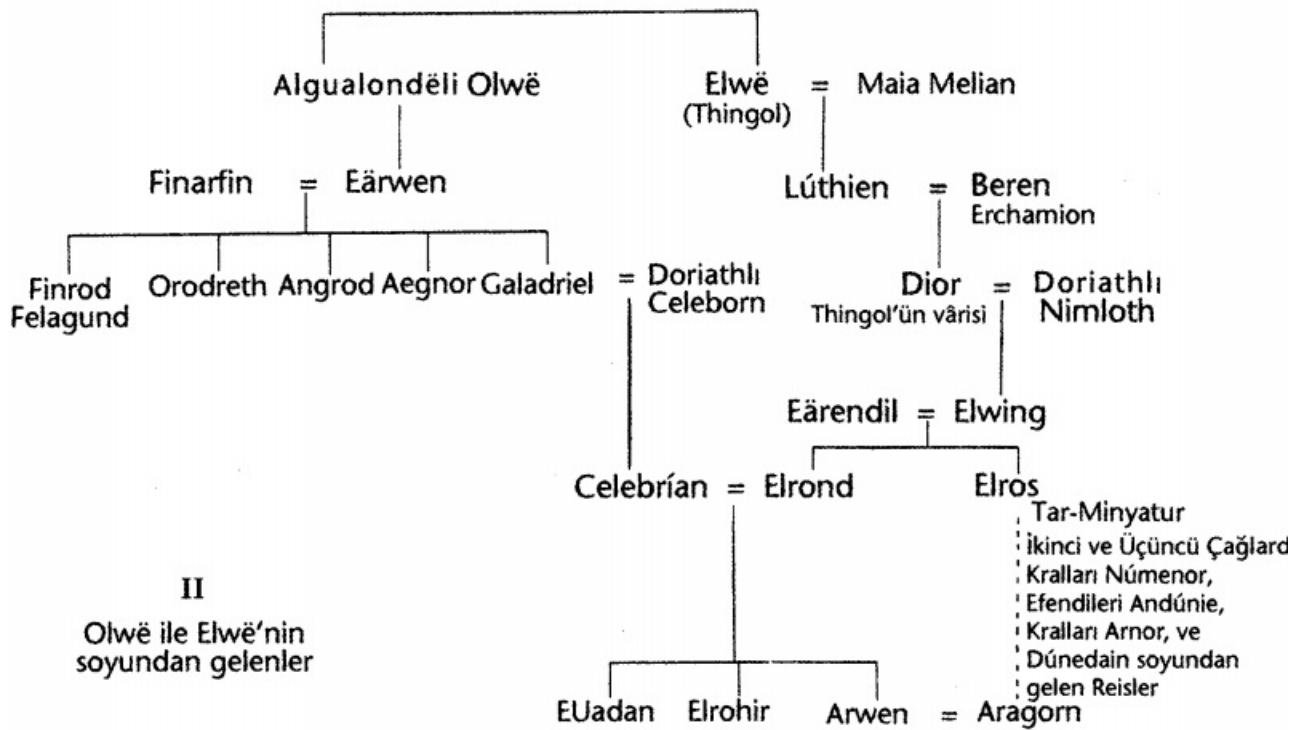 Algualondëli Olwë
Elwë = Maia Melian
(Thingol)
Finarfin = Eärwen
Lúthien = Beren
Erchamion
Finrod
Felagund
Orodreth Angrod Aegnor Galadriel = Doriathlı
Celeborn
Dior = Doriathlı
Thingol'ün vârisi Nimloth
Eärendil = Elwing
Celebrían = Elrond
Elros
Tar-Minyatur
İkinci ve Üçüncü Çağlard
Kralları Númenor,
Efendileri Andúnie,
Kralları Arnor, ve
Dúnedain soyundan
gelen Reisler
II
Olwë ile Elwë'nin
soyundan gelenler
EUadan Elrohir Arwen = Aragorn